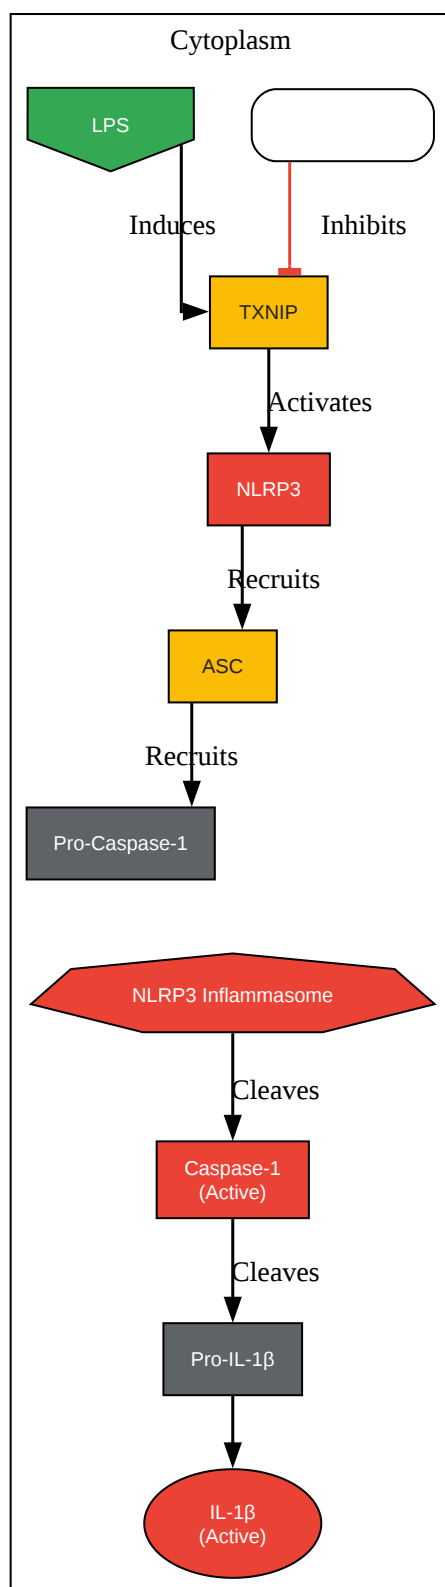 Cytoplasm
LPS
Induces
Inhibits
TXNIP
Activates
NLRP3
Recruits
ASC
Recruits
Pro-Caspase-1
NLRP3 Inflammasome
Cleaves
Caspase-1
(Active)
Cleaves
Pro-IL-1β
IL-1β
(Active)